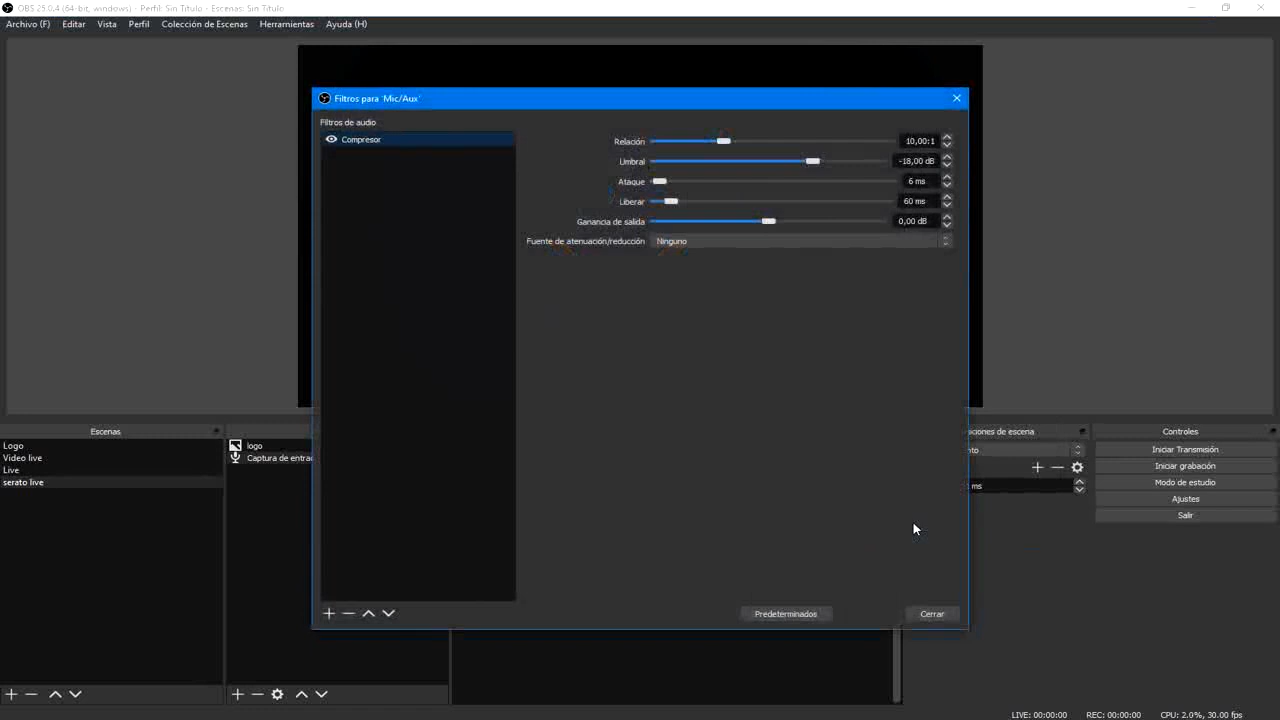 OBS 25.0.4 (64-bit, windows) - Perfil: Sin Título - Escenas: Sin Título
Archivo (F) Editar Vista Perfil Colección de Escenas Herramientas Ayuda (H)
Filtros para 'Mic/Aux'
Filtros de audio
Compresor
Relación 10,00:1
Umbral -18,00 dB
Ataque 6 ms
Liberar 60 ms
Ganancia de salida 0,00 dB
Fuente de atenuación/reducción Ninguno
Predeterminados Cerrar
Escenas
Logo
Video live
Live
serato live
logo
Captura de entrad
ciones de escena
nto
ms
Controles
Iniciar Transmisión
Iniciar grabación
Modo de estudio
Ajustes
Salir
LIVE: 00:00:00 REC: 00:00:00 CPU: 2.0%, 30.00 fps